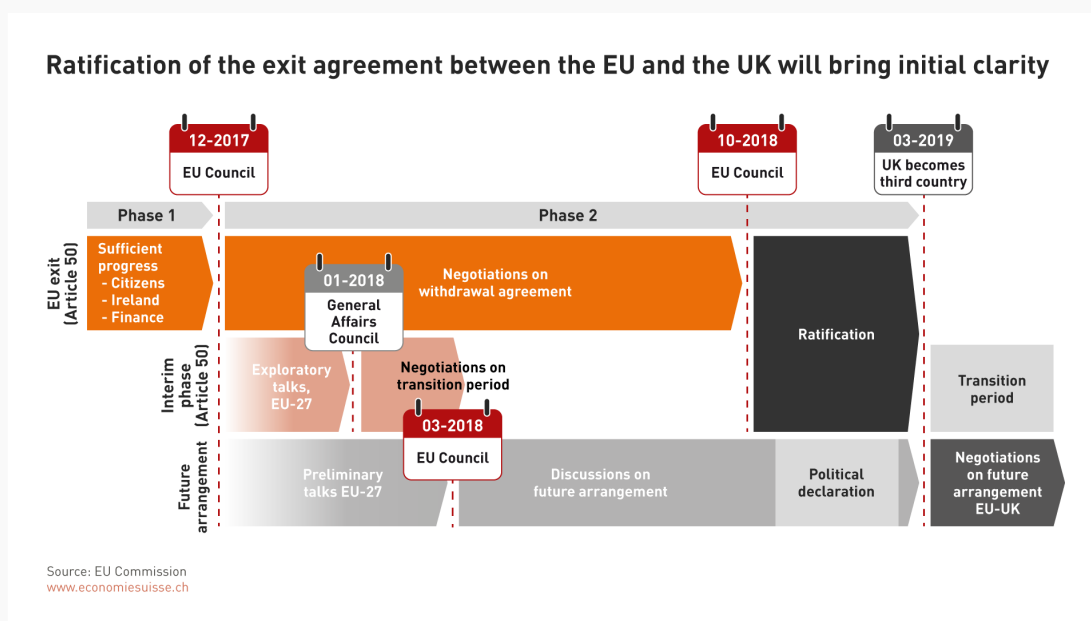 Ratification of the exit agreement between the EU and the UK will bring initial clarity
12-2017
EU Council
10-2018
EU Council
03-2019
UK becomes
third country
Phase 1
Phase 2
EU exit
(Article 50)
Sufficient
progress
- Citizens
- Ireland
- Finance
Negotiations on
withdrawal agreement
01-2018
General
Affairs
Council
Ratification
Interim
phase
(Article 50)
Exploratory
talks,
EU-27
Negotiations on
transition period
Transition
period
03-2018
EU Council
Future
arrangement
Preliminary
talks EU-27
Discussions on
future arrangement
Political
declaration
Negotiations
on future
arrangement
EU-UK
Source: EU Commission
www.economiesuisse.ch